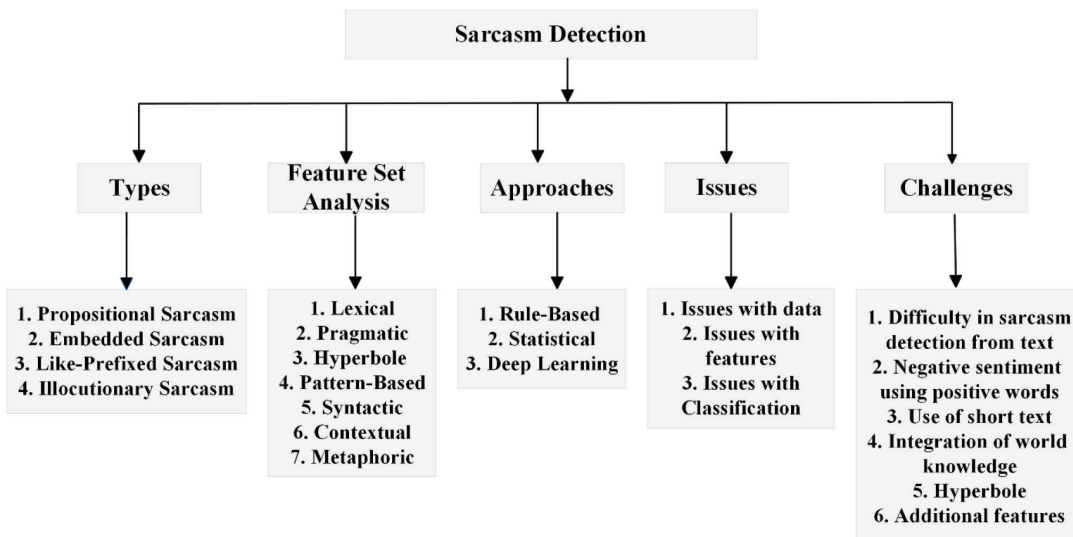 Sarcasm Detection
Types
Feature Set
Analysis
Approaches
Issues
Challenges
1. Propositional Sarcasm
2. Embedded Sarcasm
3. Like-Prefixed Sarcasm
4. Illocutionary Sarcasm
1. Lexical
2. Pragmatic
3. Hyperbole
4. Pattern-Based
5. Syntactic
6. Contextual
7. Metaphoric
1. Rule-Based
2. Statistical
3. Deep Learning
1. Issues with data
2. Issues with
features
3. Issues with
Classification
1. Difficulty in sarcasm
detection from text
2. Negative sentiment
using positive words
3. Use of short text
4. Integration of world
knowledge
5. Hyperbole
6. Additional features